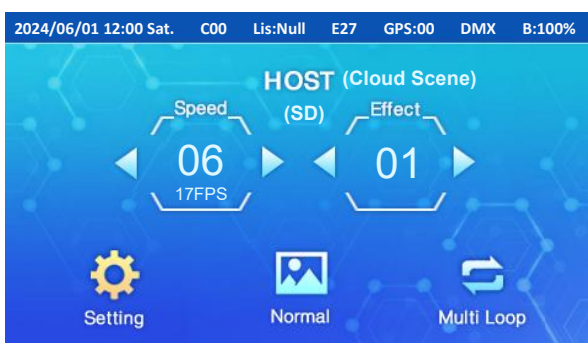 2024/06/01 12:00 Sat. C00 Lis:Null E27 GPS:00 DMX B:100%
HOST (Cloud Scene)
(SD)
Speed Effect
06 01
17FPS
Setting Normal Multi Loop